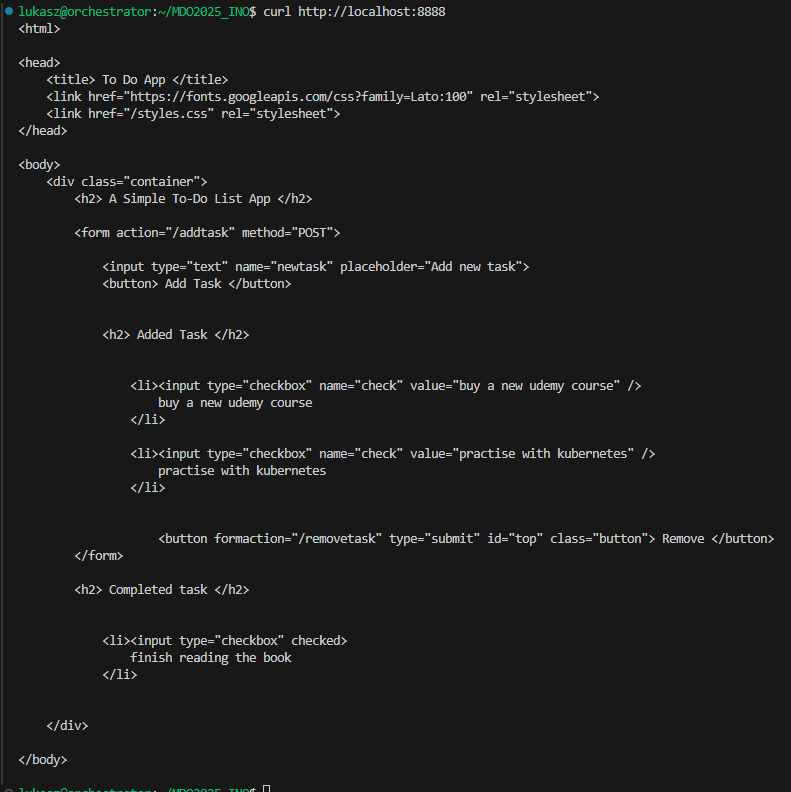 lukasz@orchestrator:~/MDO2025_INO$ curl http://localhost:8888
<html>
<head>
<title> To Do App </title>
<link href="https://fonts.googleapis.com/css?family=Lato:100" rel="stylesheet">
<link href="/styles.css" rel="stylesheet">
</head>
<body>
<div class="container">
<h2> A Simple To-Do List App </h2>
<form action="/addtask" method="POST">
<input type="text" name="newtask" placeholder="Add new task">
<button> Add Task </button>
<h2> Added Task </h2>
<li><input type="checkbox" name="check" value="buy a new udemy course" />
buy a new udemy course
</li>
<li><input type="checkbox" name="check" value="practise with kubernetes" />
practise with kubernetes
</li>
<button formaction="/removetask" type="submit" id="top" class="button"> Remove </button>
</form>
<h2> Completed task </h2>
<li><input type="checkbox" checked>
finish reading the book
</li>
</div>
</body>
lukasz@orchestrator:~/MDO2025_INO$